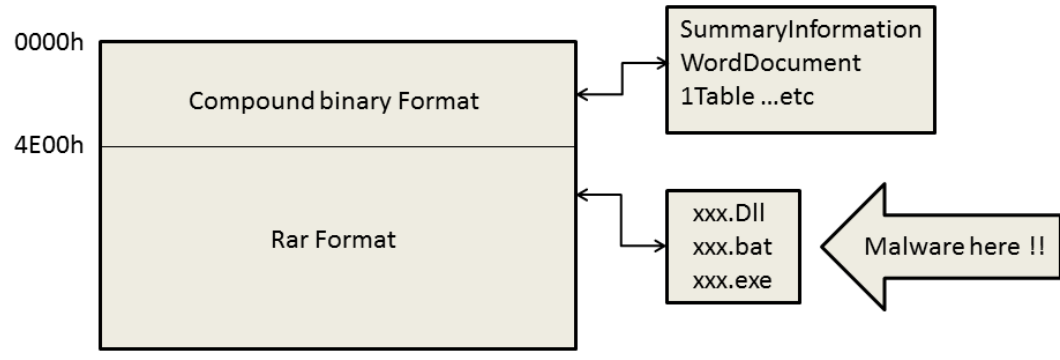 0000h
Compound binary Format
SummaryInformation
WordDocument
1Table ...etc
4E00h
Rar Format
xxx.Dll
xxx.bat
xxx.exe
Malware here !!